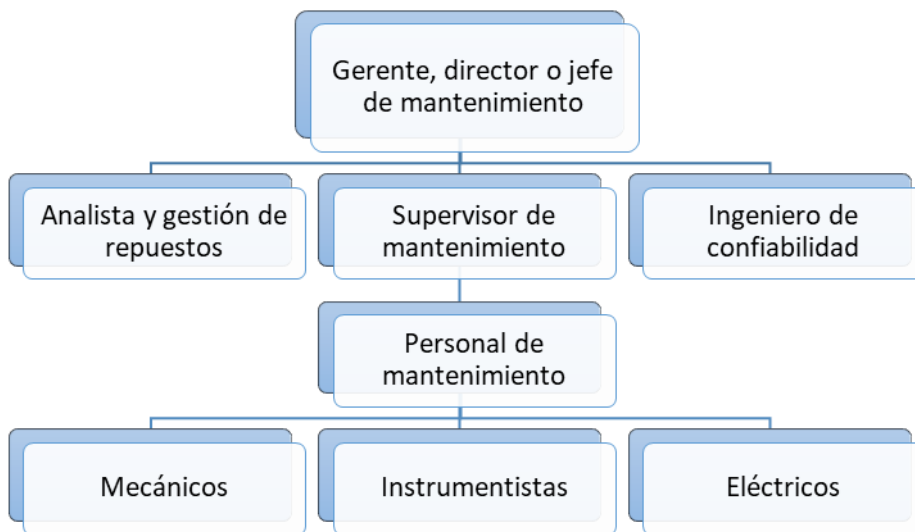 Gerente, director o jefe
de mantenimiento
Analista y gestión de
repuestos
Supervisor de
mantenimiento
Ingeniero de
confiabilidad
Personal de
mantenimiento
Mecánicos
Instrumentistas
Eléctricos